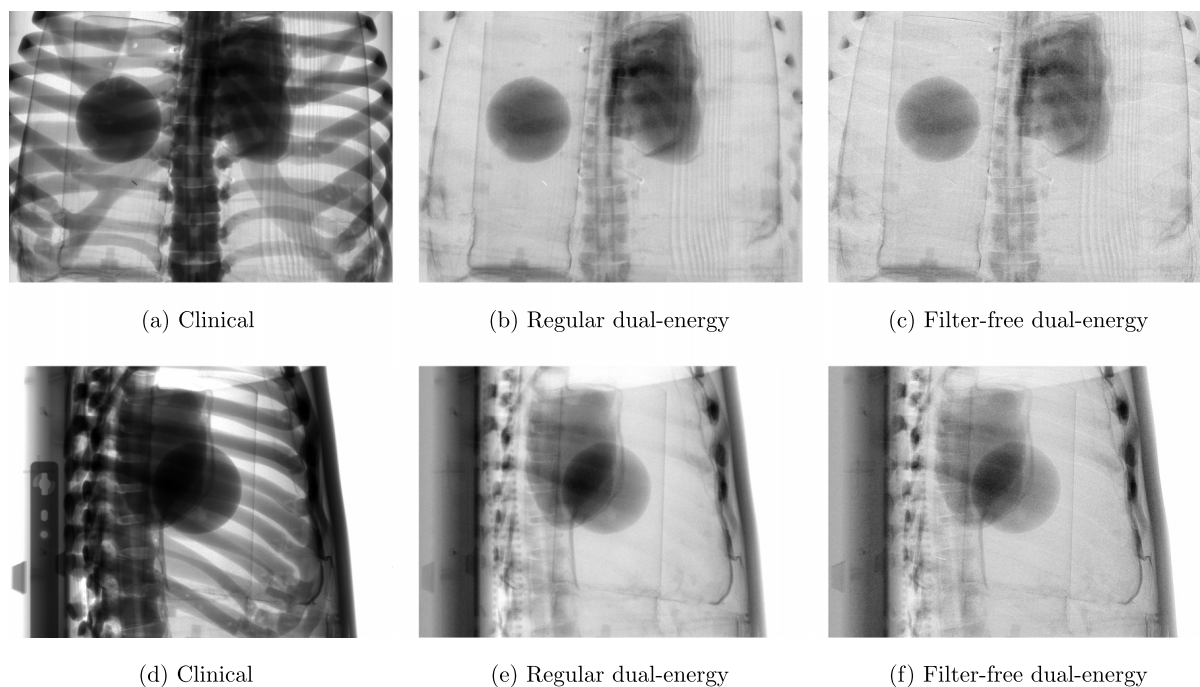 (a) Clinical
(b) Regular dual-energy
(c) Filter-free dual-energy
(d) Clinical
(e) Regular dual-energy
(f) Filter-free dual-energy